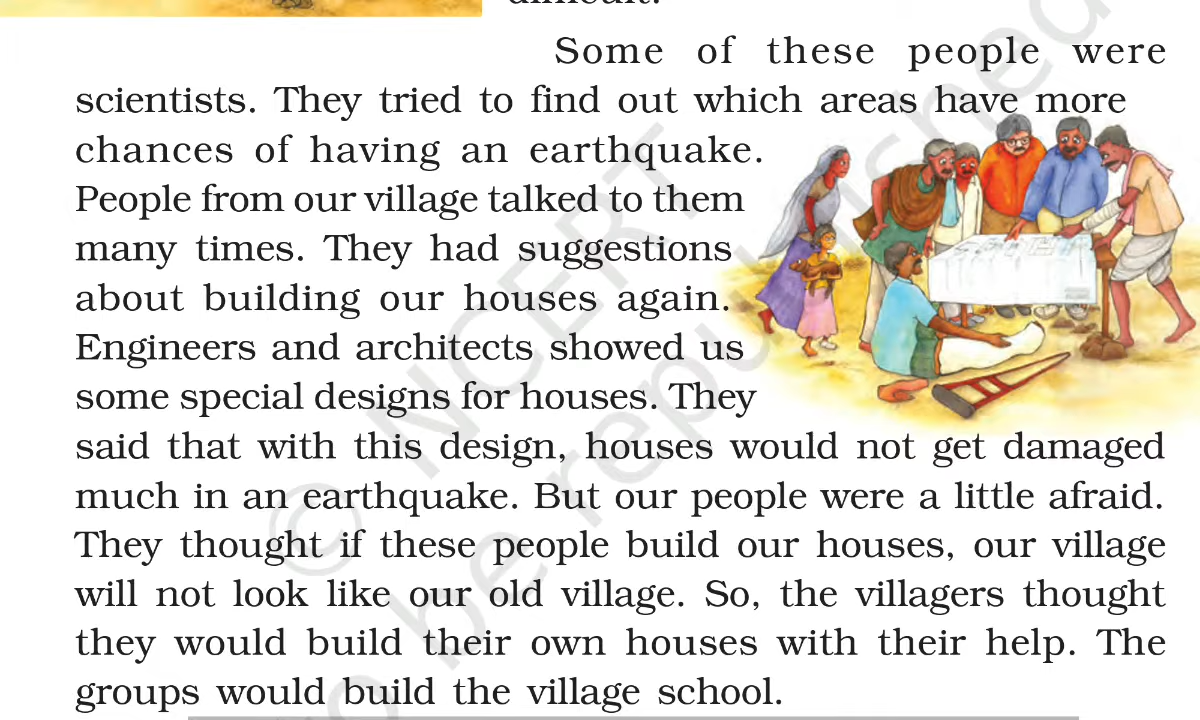 difficult.
Some of these people were
scientists. They tried to find out which areas have more
chances of having an earthquake.
People from our village talked to them
many times. They had suggestions
about building our houses again.
Engineers and architects showed us
some special designs for houses. They
said that with this design, houses would not get damaged
much in an earthquake. But our people were a little afraid.
They thought if these people build our houses, our village
will not look like our old village. So, the villagers thought
they would build their own houses with their help. The
groups would build the village school.
© NCERT
be republished